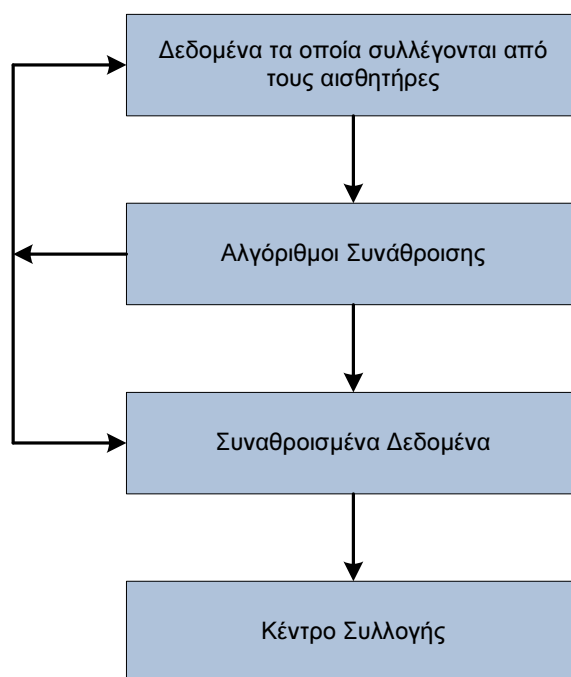 Δεδομένα τα οποία συλλέγονται από
τους αισθητήρες
Αλγόριθμοι Συνάθροισης
Συναθροισμένα Δεδομένα
Κέντρο Συλλογής